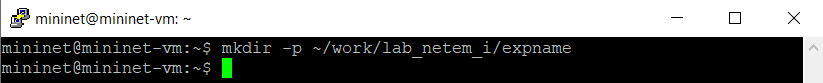 mininet@mininet-vm: ~
mininet@mininet-vm:~$ mkdir -p ~/work/lab_netem_i/expname
mininet@mininet-vm:~$